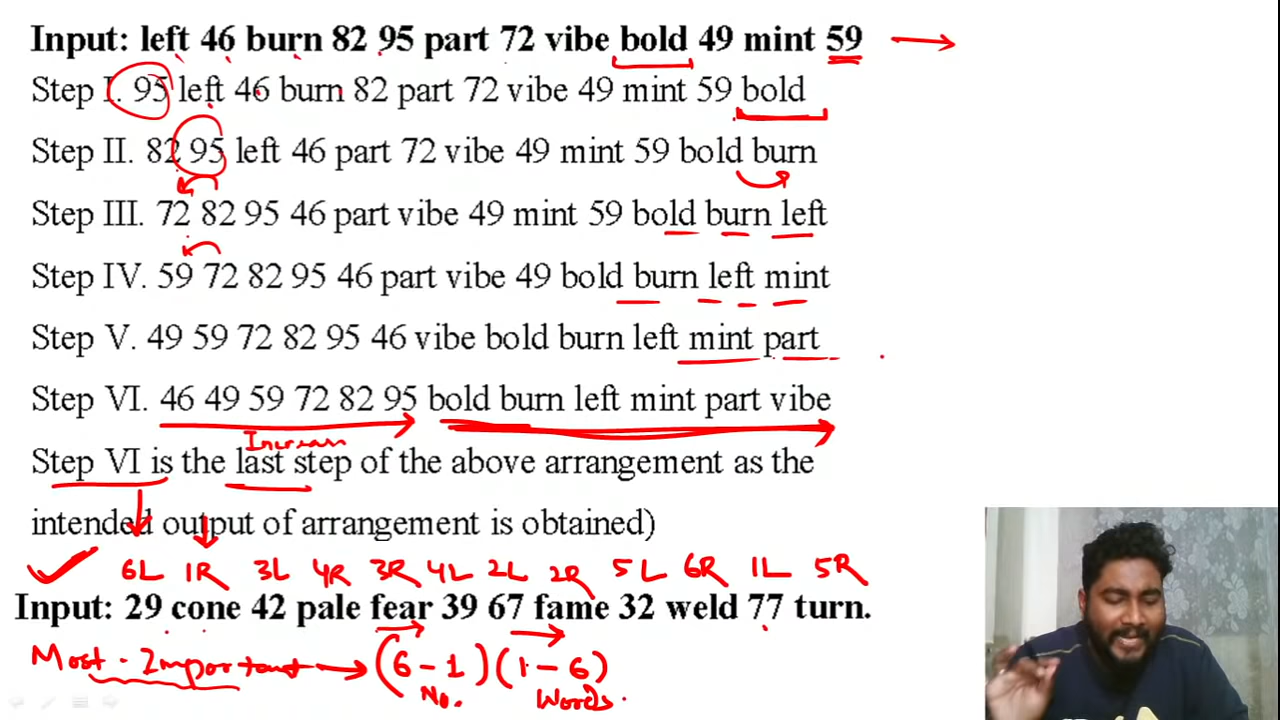 Input: left 46 burn 82 95 part 72 vibe bold 49 mint 59
Step I. 95 left 46 burn 82 part 72 vibe 49 mint 59 bold
Step II. 82 95 left 46 part 72 vibe 49 mint 59 bold burn
Step III. 72 82 95 46 part vibe 49 mint 59 bold burn left
Step IV. 59 72 82 95 46 part vibe 49 bold burn left mint
Step V. 49 59 72 82 95 46 vibe bold burn left mint part
Step VI. 46 49 59 72 82 95 bold burn left mint part vibe
Increasn
Step VI is the last step of the above arrangement as the
intended output of arrangement is obtained)
6L 1R 3L 4R 3R 4L 2L 2R 5L 6R 1L 5R
Input: 29 cone 42 pale fear 39 67 fame 32 weld 77 turn.
Most Important (6-1) (1-6)
No. Words.